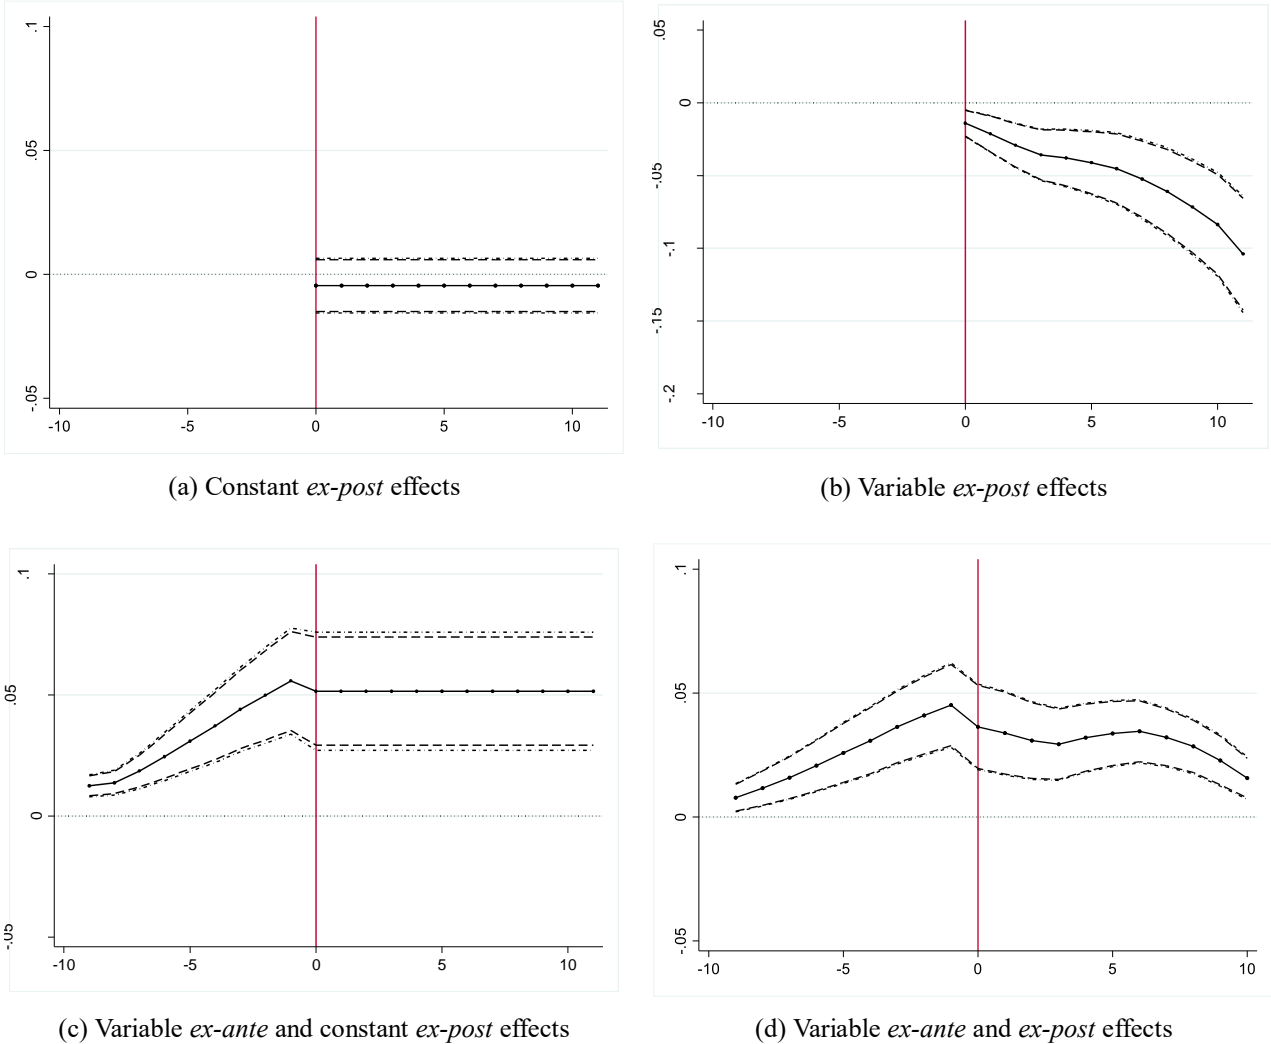 .1
.05
0
-.05
-10 -5 0 5 10
(a) Constant ex-post effects
.05
0
-.05
-.1
-.15
-.2
-10 -5 0 5 10
(b) Variable ex-post effects
.1
.05
0
-.05
-10 -5 0 5 10
(c) Variable ex-ante and constant ex-post effects
.1
.05
0
-.05
-10 -5 0 5 10
(d) Variable ex-ante and ex-post effects